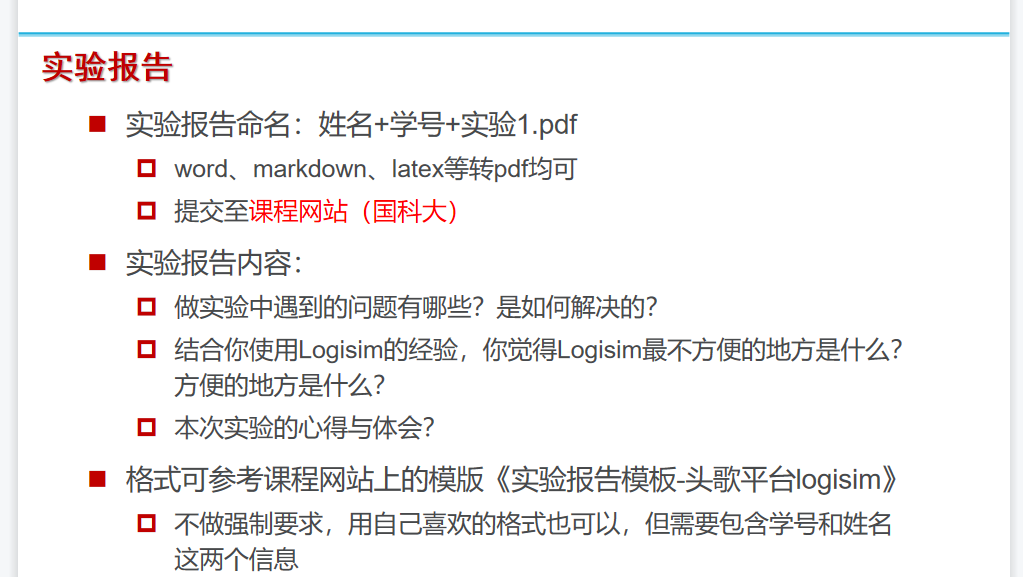 实验报告
实验报告命名：姓名+学号+实验1.pdf
word、markdown、latex等转pdf均可
提交至课程网站（国科大）
实验报告内容：
做实验中遇到的问题有哪些？是如何解决的？
结合你使用Logisim的经验，你觉得Logisim最不方便的地方是什么？
方便的地方是什么？
本次实验的心得与体会？
格式可参考课程网站上的模版《实验报告模板-头歌平台logisim》
不做强制要求，用自己喜欢的格式也可以，但需要包含学号和姓名
这两个信息